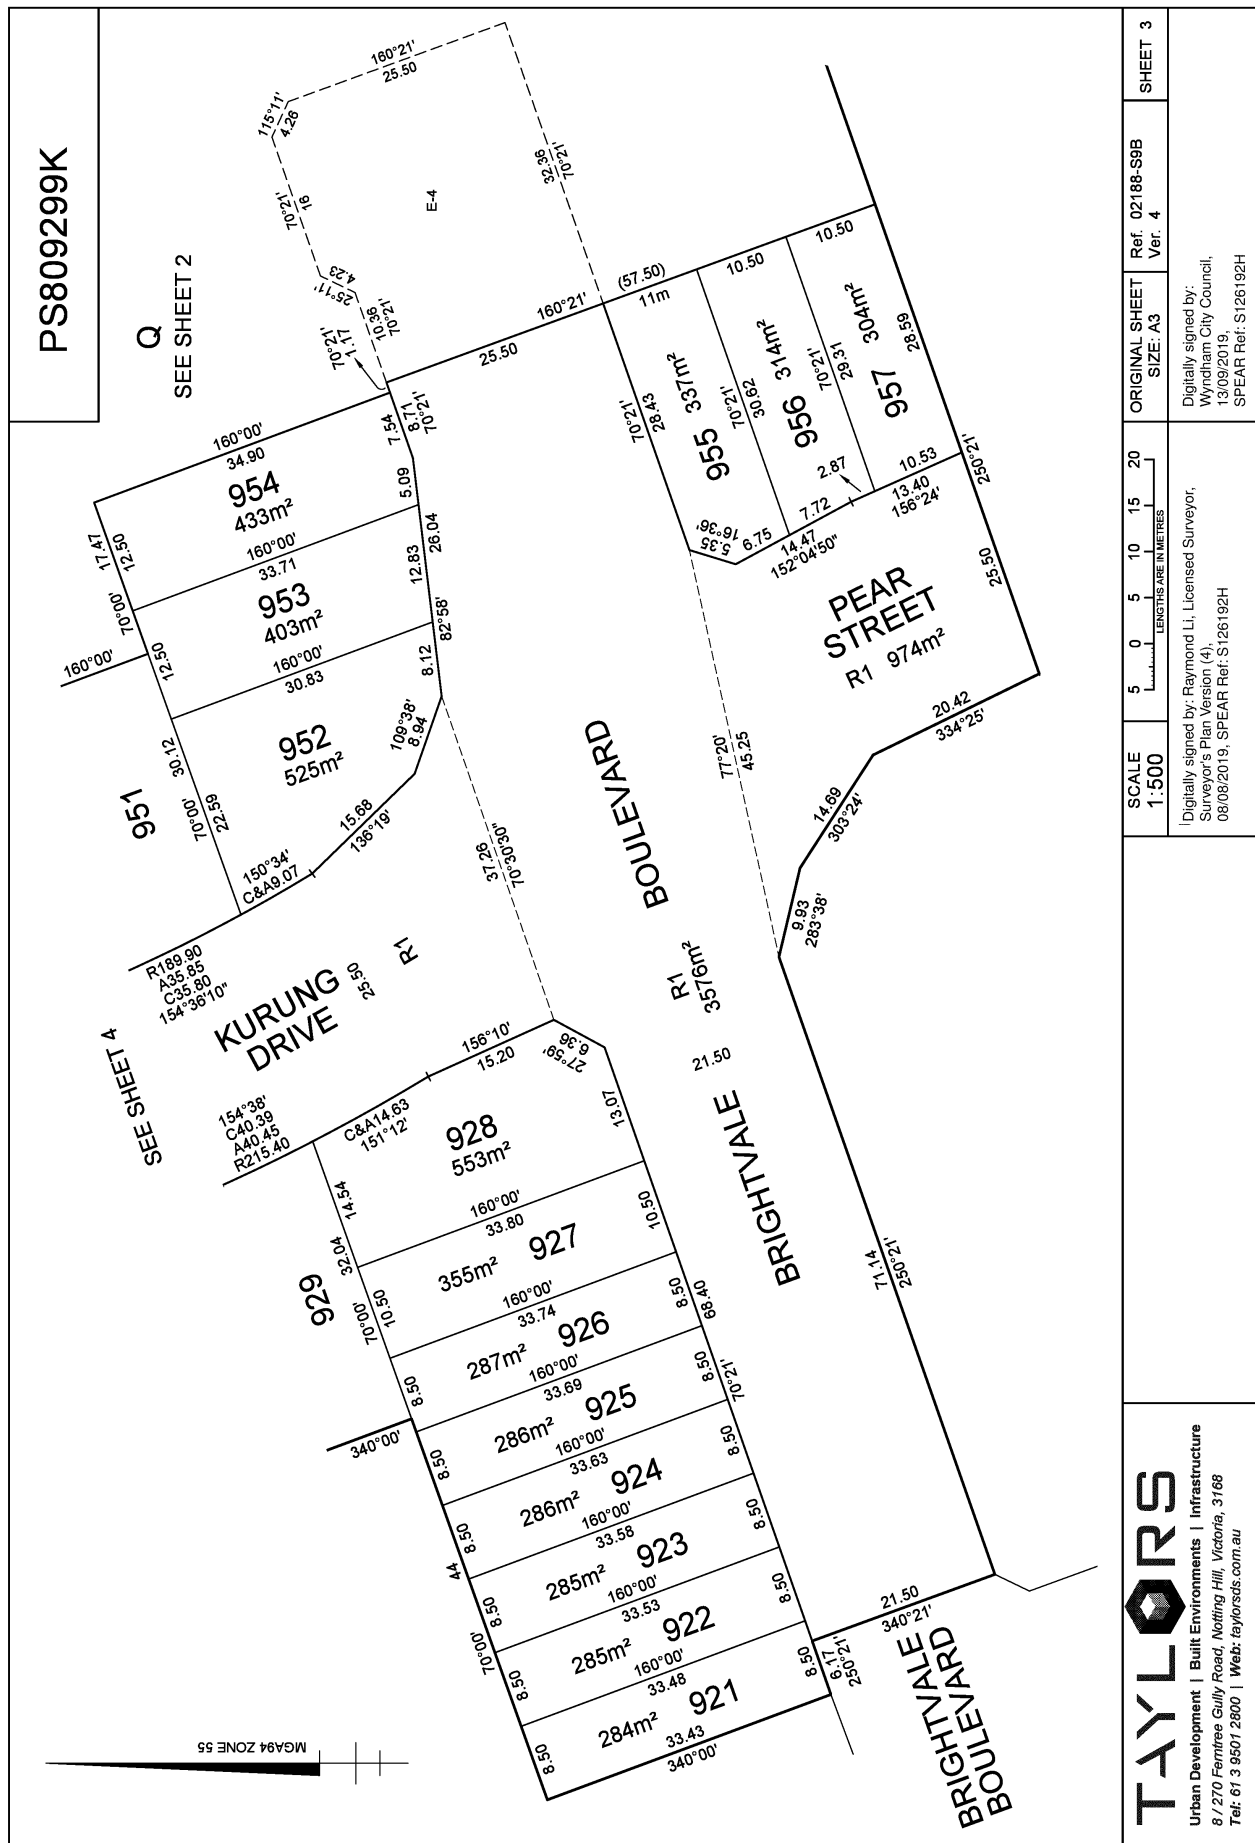 PS809299K
Q
SEE SHEET 2
160°21'
25.50
115°11'
4.26
70°21'
16
E-4
32.36
70°21'
25°11'
4.23
10.36
70°21'
70°21'
1.17
160°21'
25.50
160°00'
34.90
954
433m²
7.54
8.71
70°21'
5.09
17.47
12.50
70°00'
160°00'
33.71
953
403m²
12.83
26.04
82°58'
160°00'
12.50
160°00'
30.83
8.12
952
525m²
109°38'
8.94
951
30.12
70°00'
22.59
15.68
136°19'
150°34'
C&A9.07
R189.90
A35.85
C35.80
154°36'10"
KURUNG
DRIVE
25.50
R1
SEE SHEET 4
37.26
70°30'30"
(57.50)
11m
10.50
10.50
70°21'
28.43
955 337m²
70°21'
30.62
956 314m²
70°21'
29.31
957 304m²
28.59
5.35
16°36'
6.75
7.72
14.47
152°04'50"
2.87
10.53
13.40
156°24'
250°21'
25.50
PEAR
STREET
R1 974m²
20.42
334°25'
14.69
303°24'
9.93
283°38'
77°20'
45.25
BRIGHTVALE BOULEVARD
R1
3576m²
21.50
71.14
250°21'
156°10'
15.20
27°59'
6.36
154°38'
C40.39
A40.45
R215.40
C&A14.63
151°12'
928
553m²
13.07
14.54
929
32.04
70°00'
10.50
160°00'
33.80
355m² 927
10.50
160°00'
33.74
8.50
287m² 926
8.50
68.40
160°00'
33.69
340°00'
8.50
286m² 925
8.50
70°21'
160°00'
33.63
8.50
286m² 924
8.50
160°00'
33.58
44
8.50
285m² 923
8.50
160°00'
33.53
70°00'
8.50
285m² 922
8.50
160°00'
33.48
8.50
284m² 921
8.50
33.43
340°00'
6.17
250°21'
21.50
340°21'
BRIGHTVALE
BOULEVARD
MGA94 ZONE 55
TAYLORS
Urban Development | Built Environments | Infrastructure
8 / 270 Ferntree Gully Road, Notting Hill, Victoria, 3168
Tel: 61 3 9501 2800 | Web: taylorsds.com.au
SCALE
1:500
5 0 5 10 15 20
LENGTHS ARE IN METRES
ORIGINAL SHEET
SIZE: A3
Ref. 02188-S9B
Ver. 4
SHEET 3
Digitally signed by: Raymond Li, Licensed Surveyor,
Surveyor's Plan Version (4),
08/08/2019, SPEAR Ref: S126192H
Digitally signed by:
Wyndham City Council,
13/09/2019,
SPEAR Ref: S126192H